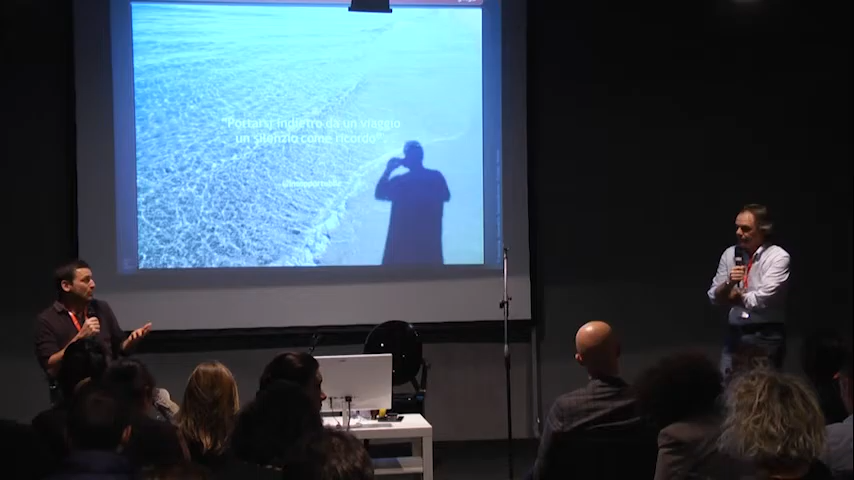 "Portarsi indietro da un viaggio
un silenzio come ricordo"